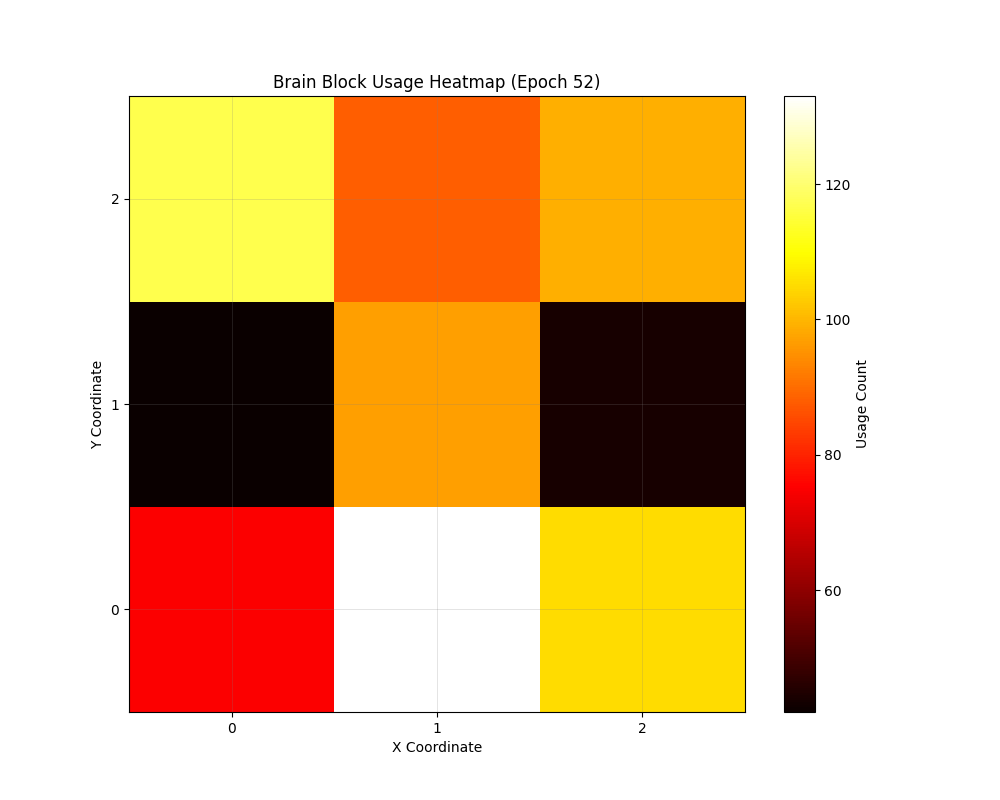 Brain Block Usage Heatmap (Epoch 52)
2
1
0
Y Coordinate
0 1 2
X Coordinate
120
100
80
60
Usage Count